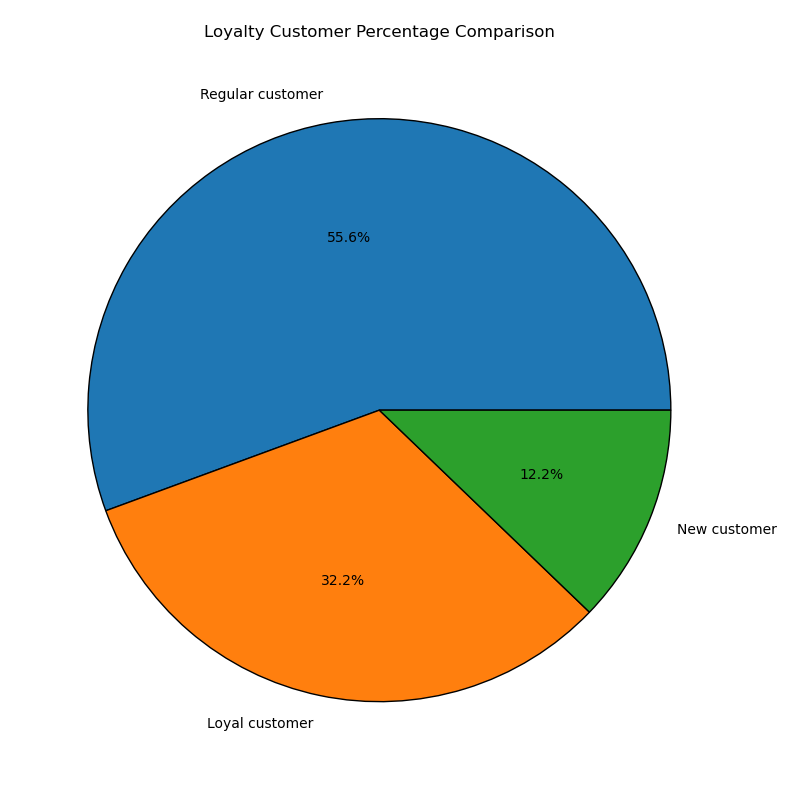 Loyalty Customer Percentage Comparison
Regular customer
55.6%
12.2%
New customer
32.2%
Loyal customer